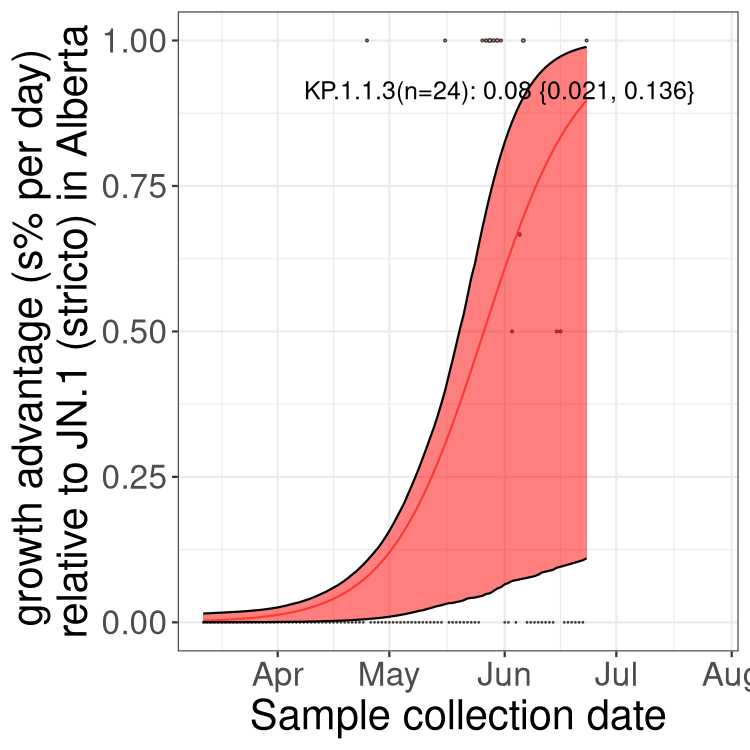 growth advantage (s% per day)
relative to JN.1 (stricto) in Alberta
1.00
0.75
0.50
0.25
0.00
KP.1.1.3(n=24): 0.08 {0.021, 0.136}
Apr May Jun Jul Aug
Sample collection date